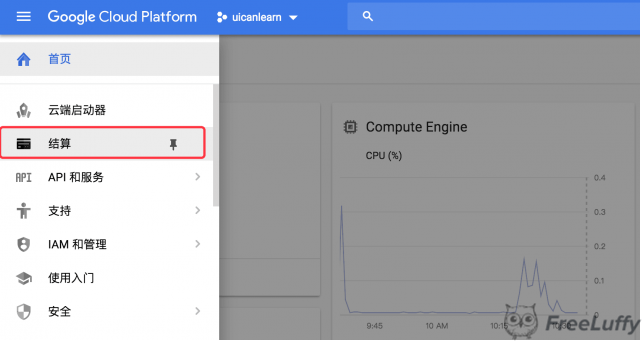 Google Cloud Platform
uicanlearn
首页
云端启动器
结算
API API 和服务
支持
IAM 和管理
使用入门
安全
Compute Engine
CPU (%)
0.4
0.3
0.2
0.1
0
9:45 10 AM 10:15
FreeLuffy